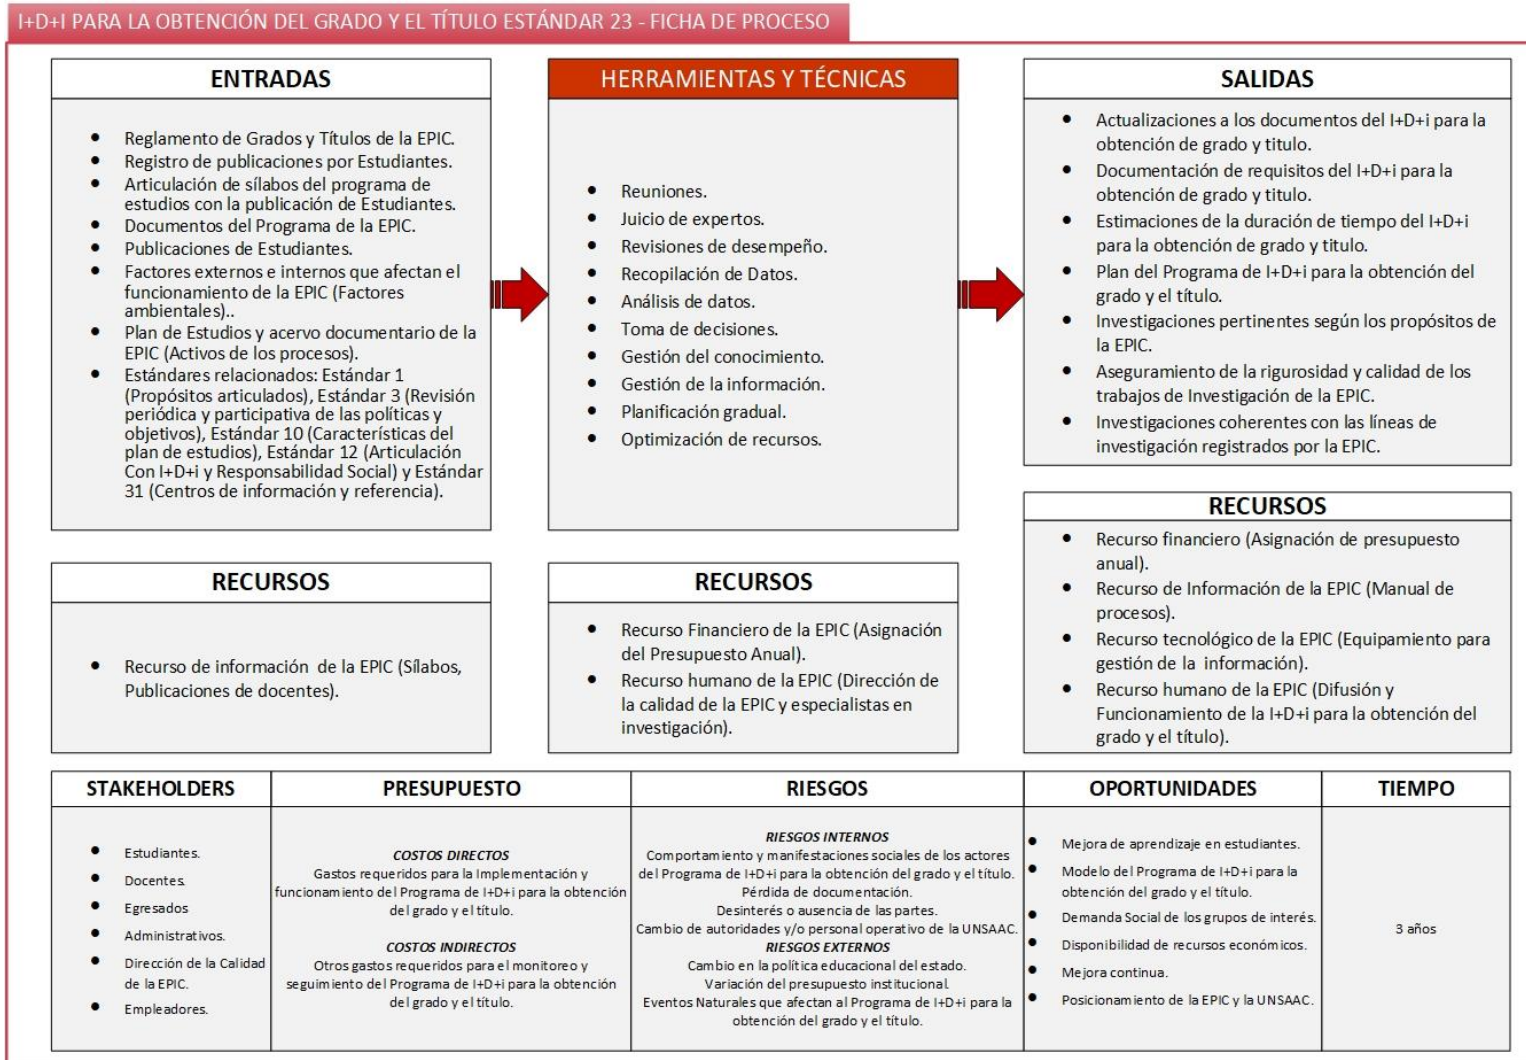 I+D+I PARA LA OBTENCIÓN DEL GRADO Y EL TÍTULO ESTÁNDAR 23 - FICHA DE PROCESO
ENTRADAS
• Reglamento de Grados y Títulos de la EPIC.
• Registro de publicaciones por Estudiantes.
• Articulación de sílabos del programa de
estudios con la publicación de Estudiantes.
• Documentos del Programa de la EPIC.
• Publicaciones de Estudiantes.
• Factores externos e internos que afectan el
funcionamiento de la EPIC (Factores
ambientales)..
• Plan de Estudios y acervo documentario de la
EPIC (Activos de los procesos).
• Estándares relacionados: Estándar 1
(Propósitos articulados), Estándar 3 (Revisión
periódica y participativa de las políticas y
objetivos), Estándar 10 (Características del
plan de estudios), Estándar 12 (Articulación
Con I+D+i y Responsabilidad Social) y Estándar
31 (Centros de información y referencia).
HERRAMIENTAS Y TÉCNICAS
• Reuniones.
• Juicio de expertos.
• Revisiones de desempeño.
• Recopilación de Datos.
• Análisis de datos.
• Toma de decisiones.
• Gestión del conocimiento.
• Gestión de la información.
• Planificación gradual.
• Optimización de recursos.
SALIDAS
• Actualizaciones a los documentos del I+D+i para la
obtención de grado y titulo.
• Documentación de requisitos del I+D+i para la
obtención de grado y titulo.
• Estimaciones de la duración de tiempo del I+D+i
para la obtención de grado y titulo.
• Plan del Programa de I+D+i para la obtención del
grado y el título.
• Investigaciones pertinentes según los propósitos de
la EPIC.
• Aseguramiento de la rigurosidad y calidad de los
trabajos de Investigación de la EPIC.
• Investigaciones coherentes con las líneas de
investigación registrados por la EPIC.
RECURSOS
• Recurso de información de la EPIC (Sílabos,
Publicaciones de docentes).
RECURSOS
• Recurso Financiero de la EPIC (Asignación
del Presupuesto Anual).
• Recurso humano de la EPIC (Dirección de
la calidad de la EPIC y especialistas en
investigación).
RECURSOS
• Recurso financiero (Asignación de presupuesto
anual).
• Recurso de Información de la EPIC (Manual de
procesos).
• Recurso tecnológico de la EPIC (Equipamiento para
gestión de la información).
• Recurso humano de la EPIC (Difusión y
Funcionamiento de la I+D+i para la obtención del
grado y el título).
STAKEHOLDERS
• Estudiantes.
• Docentes.
• Egresados
• Administrativos.
• Dirección de la Calidad
de la EPIC.
• Empleadores.
PRESUPUESTO
COSTOS DIRECTOS
Gastos requeridos para la Implementación y
funcionamiento del Programa de I+D+i para la obtención
del grado y el título.
COSTOS INDIRECTOS
Otros gastos requeridos para el monitoreo y
seguimiento del Programa de I+D+i para la obtención
del grado y el título.
RIESGOS
RIESGOS INTERNOS
Comportamiento y manifestaciones sociales de los actores
del Programa de I+D+i para la obtención del grado y el título.
Pérdida de documentación.
Desinterés o ausencia de las partes.
Cambio de autoridades y/o personal operativo de la UNSAAC.
RIESGOS EXTERNOS
Cambio en la política educacional del estado.
Variación del presupuesto institucional.
Eventos Naturales que afectan al Programa de I+D+i para la
obtención del grado y el título.
OPORTUNIDADES
• Mejora de aprendizaje en estudiantes.
• Modelo del Programa de I+D+i para la
obtención del grado y el título.
• Demanda Social de los grupos de interés.
• Disponibilidad de recursos económicos.
• Mejora continua.
• Posicionamiento de la EPIC y la UNSAAC.
TIEMPO
3 años